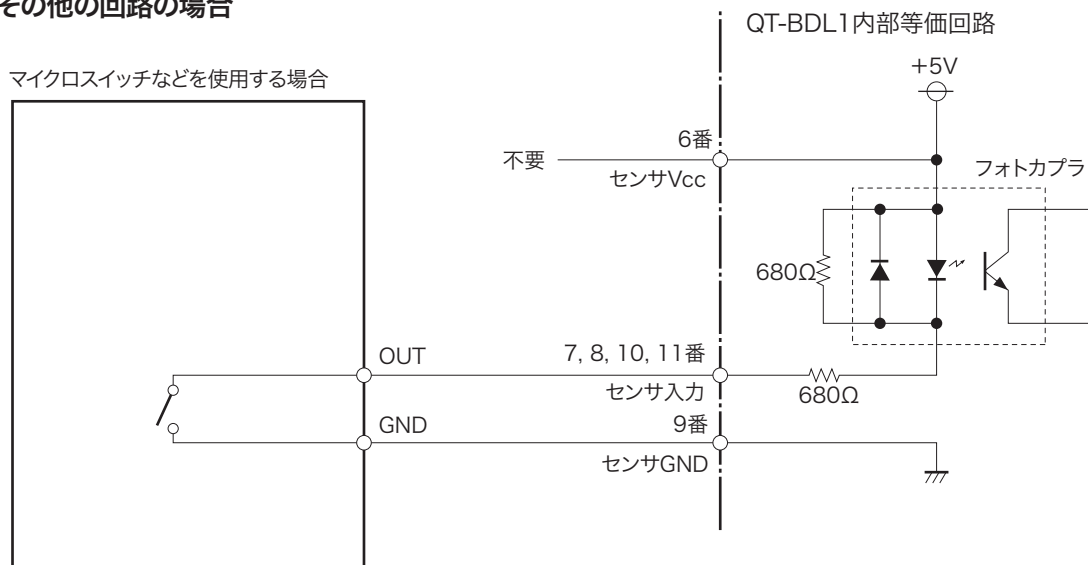 その他の回路の場合
QT-BDL1内部等価回路
マイクロスイッチなどを使用する場合
+5V
6番
不要
センサVcc
フォトカプラ
680Ω
OUT
7, 8, 10, 11番
センサ入力
680Ω
GND
9番
センサGND